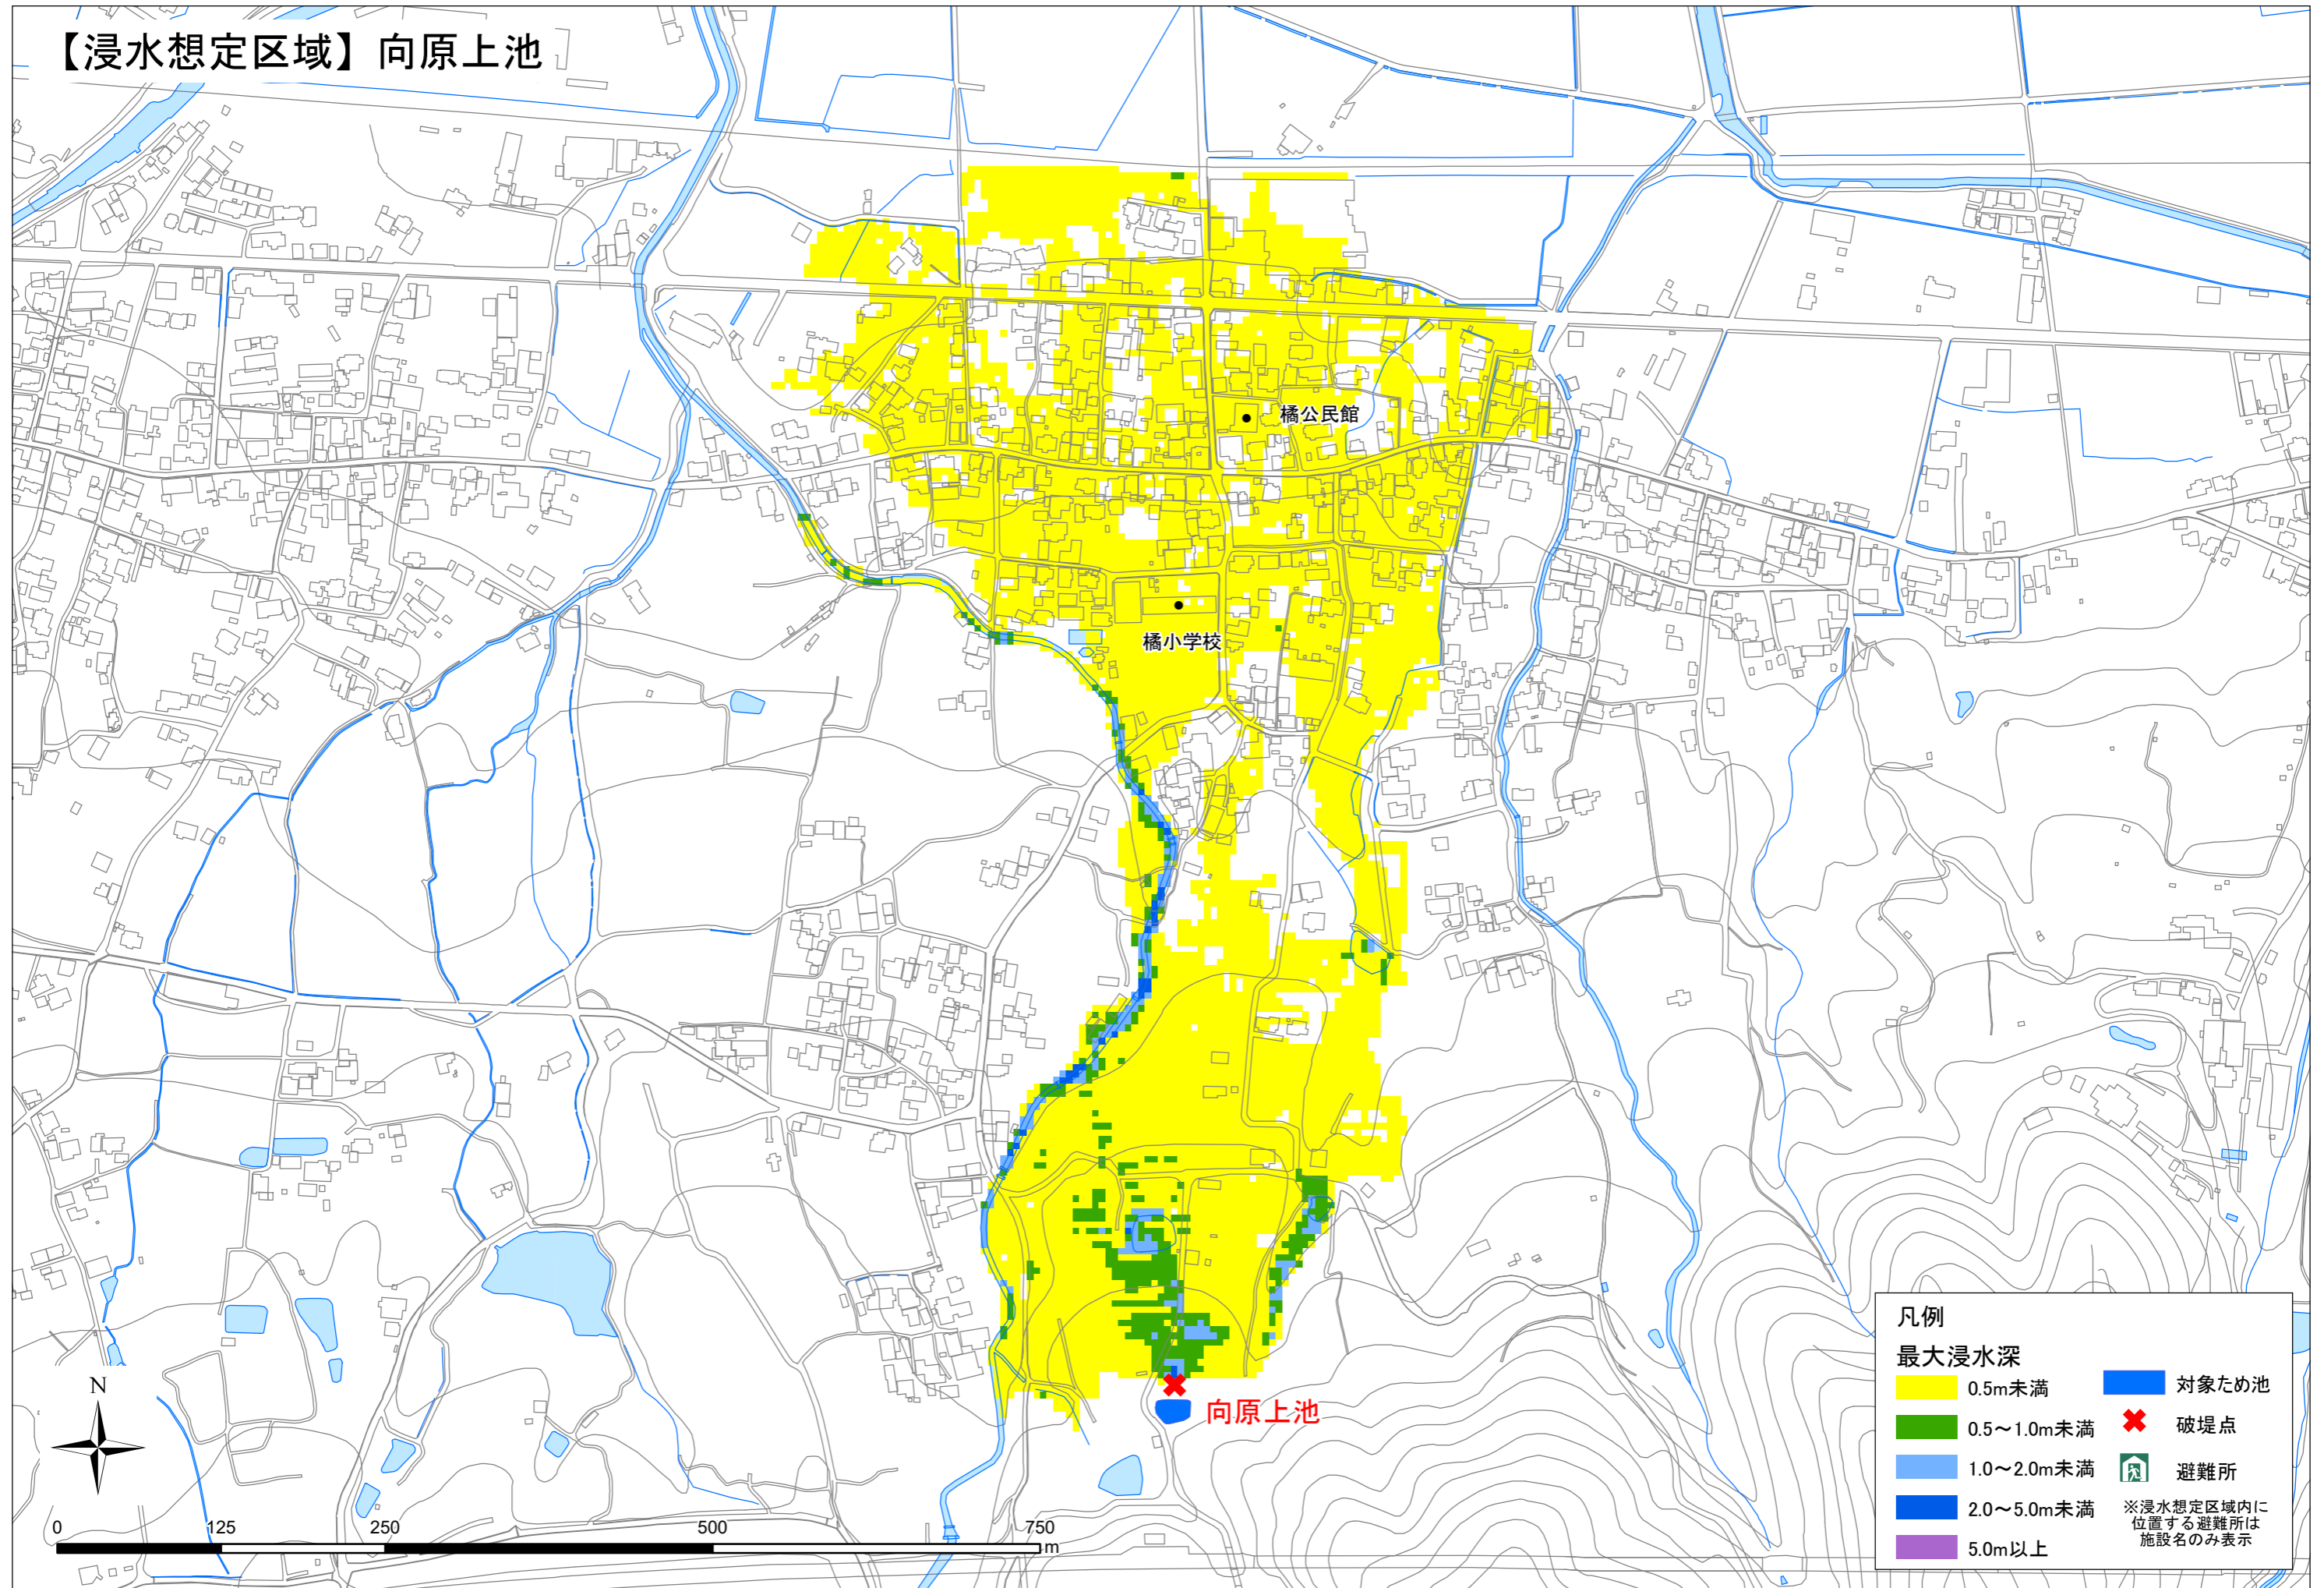 【浸水想定区域】向原上池
橘公民館
橘小学校
向原上池
N
0 125 250 500 750
m
凡例
最大浸水深
0.5m未満
0.5～1.0m未満
1.0～2.0m未満
2.0～5.0m未満
5.0m以上
対象ため池
破堤点
避難所
※浸水想定区域内に
位置する避難所は
施設名のみ表示